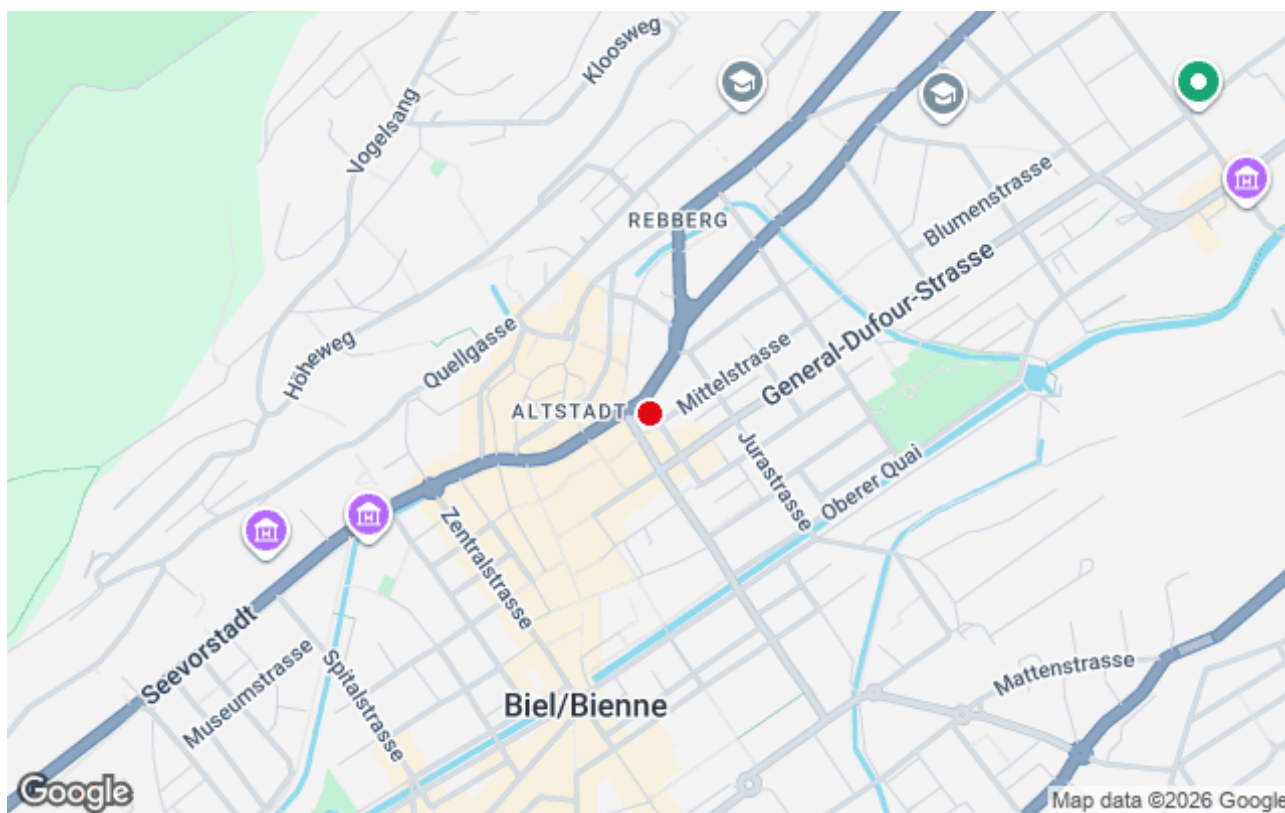 Kloosweg
Vogelsang
REBBERG
Blumenstrasse
General-Dufour-Strasse
Höheweg
Quellgasse
Mittelstrasse
ALTSTADT
Jurastrasse
Oberer Quai
Zentralstrasse
Seevorstadt
Museumstrasse
Spitalstrasse
Mattenstrasse
Biel/Bienne
Google
Map data ©2026 Google